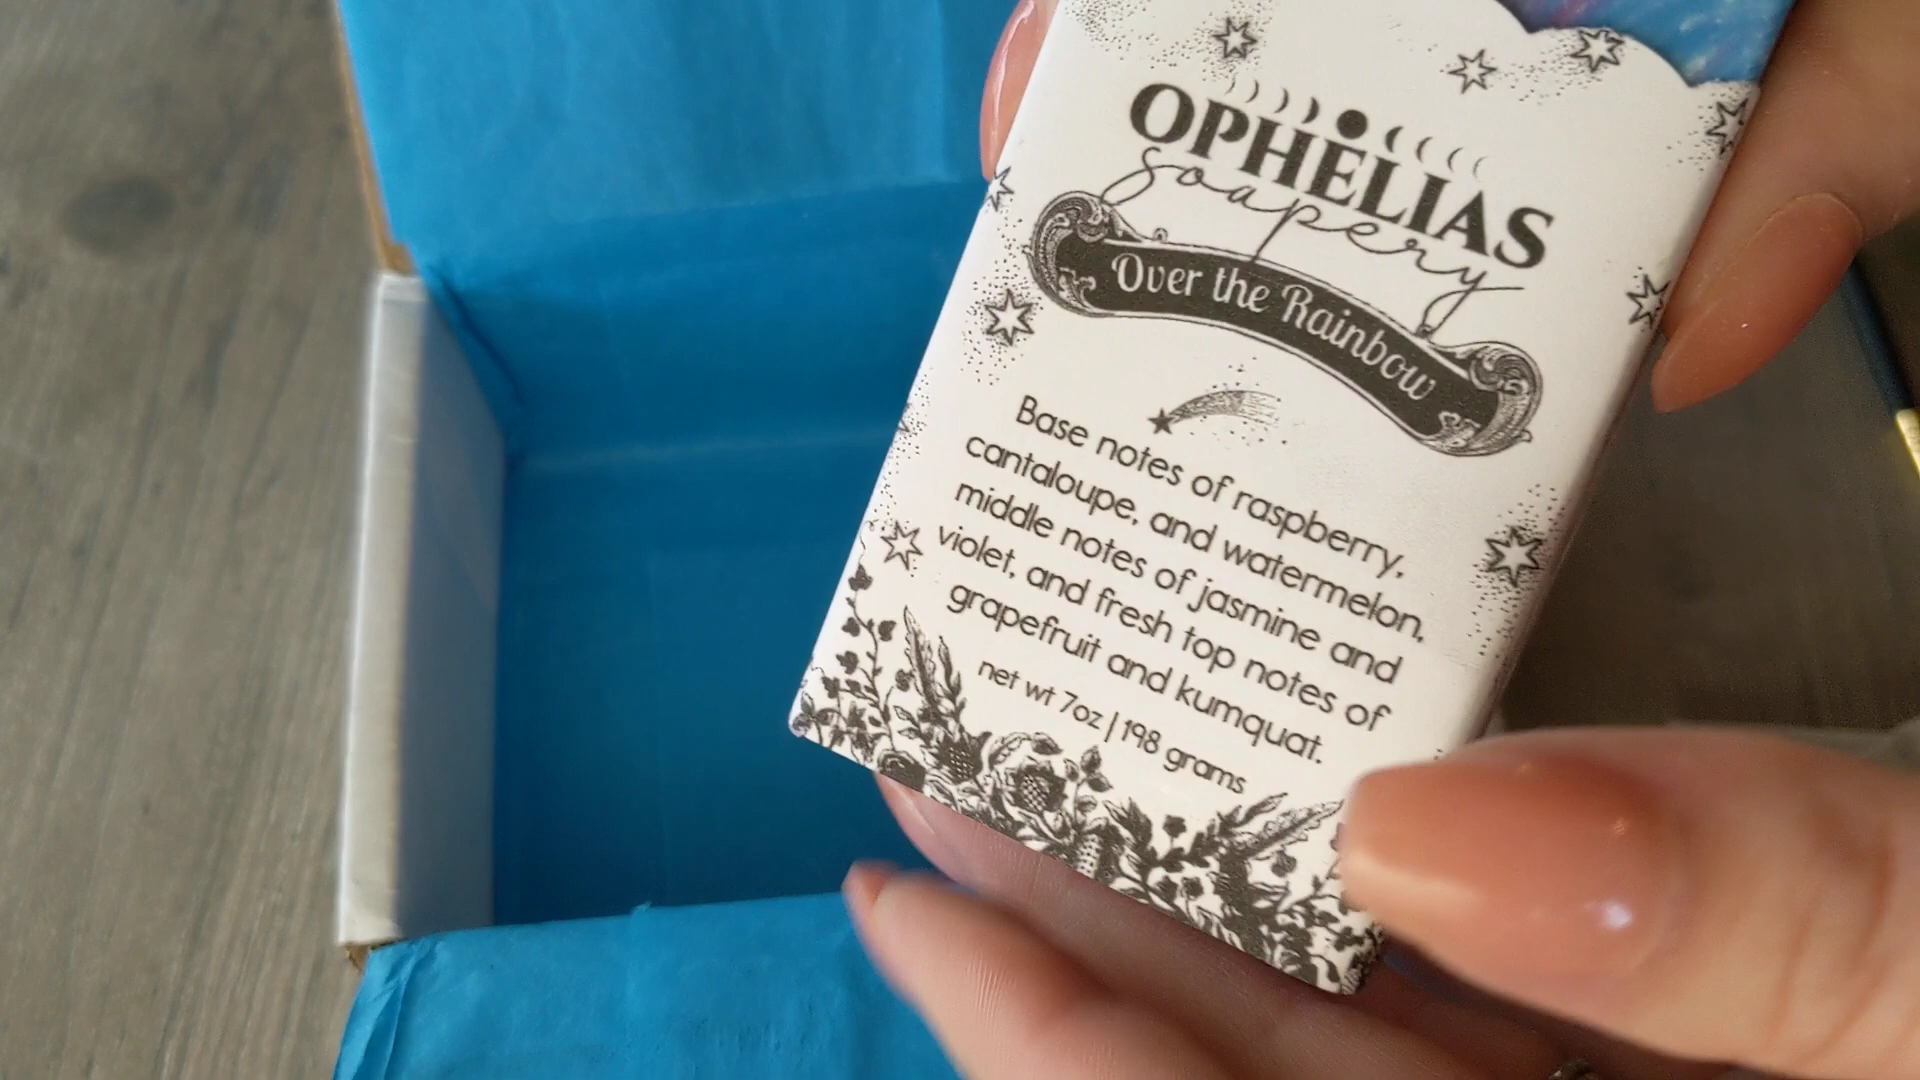 OPHELIAS
soapery
Over the Rainbow
Base notes of raspberry,
cantaloupe, and watermelon,
middle notes of jasmine and
violet, and fresh top notes of
grapefruit and kumquat.
net wt 7oz | 198 grams